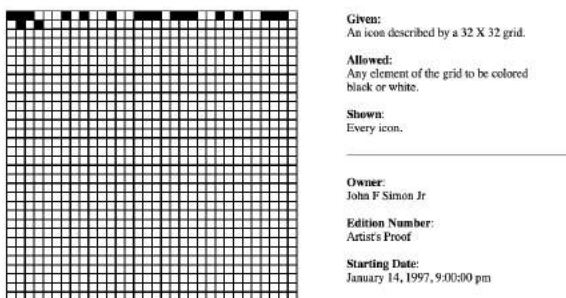 Given:
An icon described by a 32 X 32 grid.
Allowed:
Any element of the grid to be colored
black or white.
Shown:
Every icon.
Owner:
John F Simon Jr
Edition Number:
Artist's Proof
Starting Date:
January 14, 1997, 9:00:00 pm